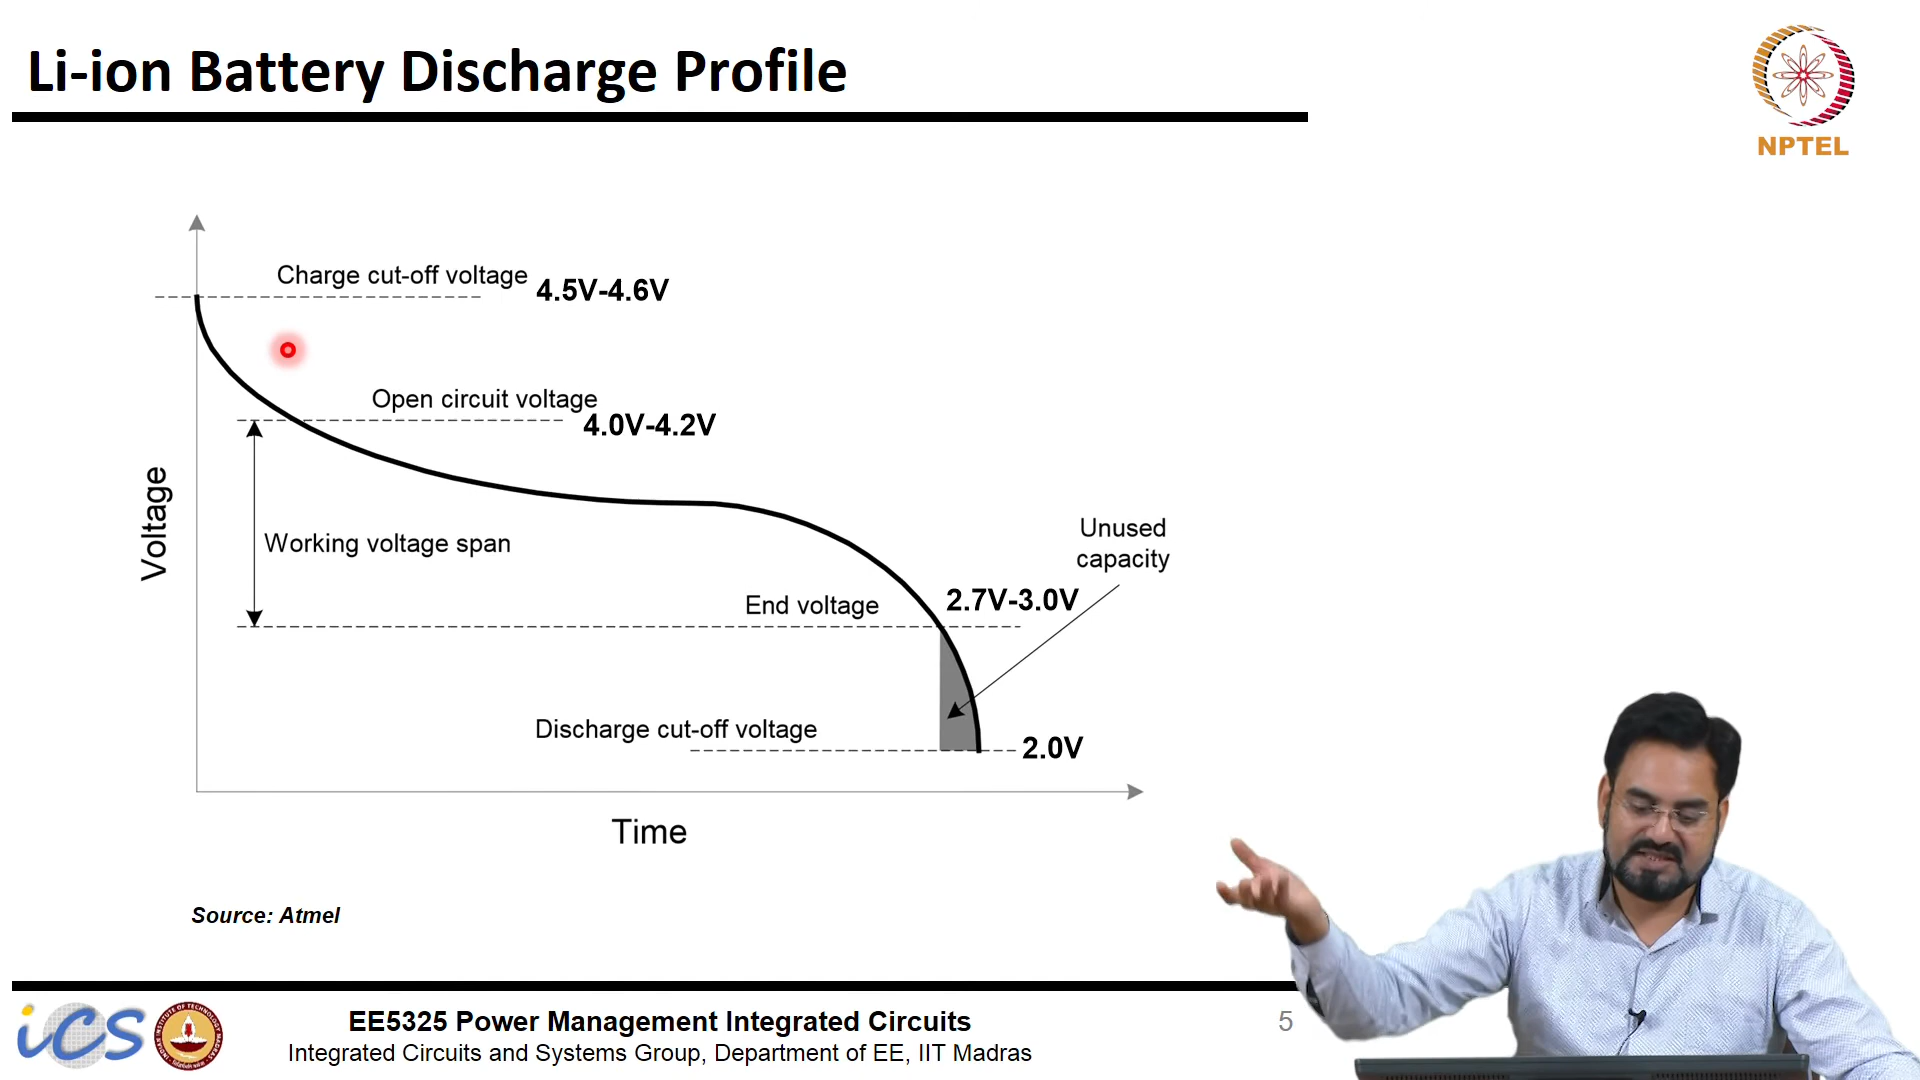 Li-ion Battery Discharge Profile
NPTEL
Charge cut-off voltage
4.5V-4.6V
Open circuit voltage
4.0V-4.2V
Voltage
Working voltage span
Unused
capacity
End voltage
2.7V-3.0V
Discharge cut-off voltage
2.0V
Time
Source: Atmel
iCS
EE5325 Power Management Integrated Circuits
5
Integrated Circuits and Systems Group, Department of EE, IIT Madras